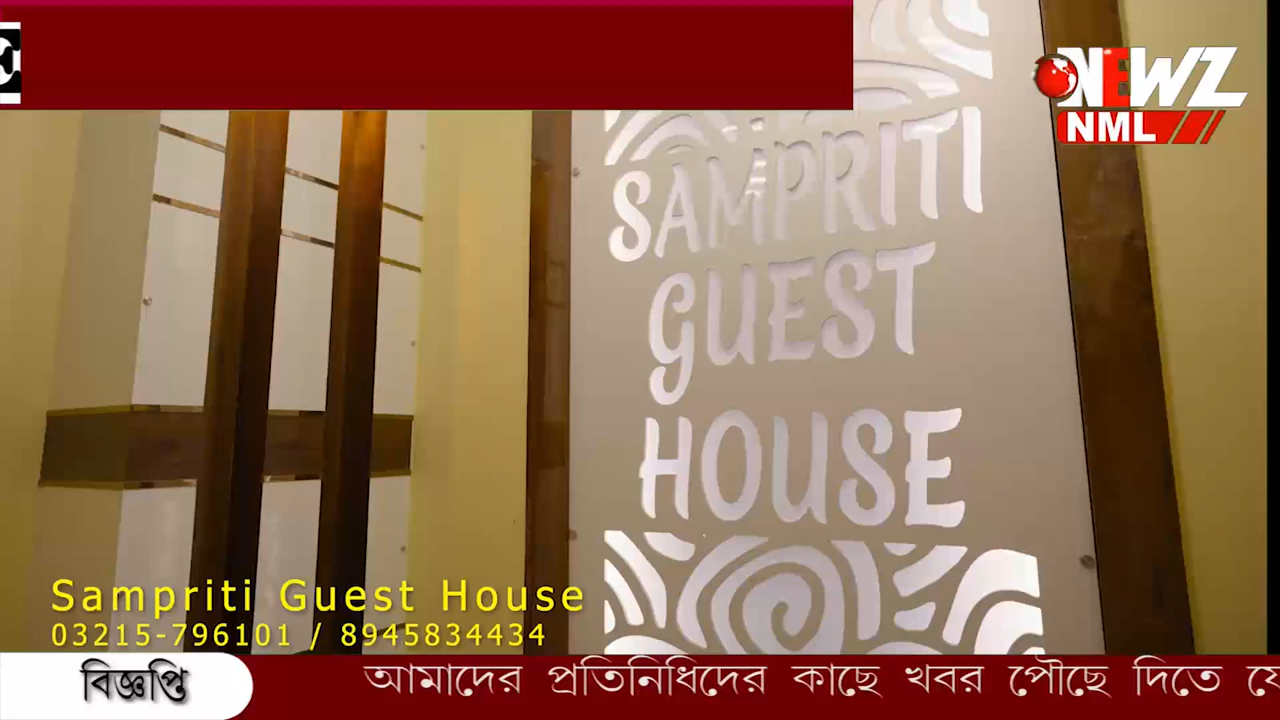 NEWZ
NML
SAMPRITI
GUEST
HOUSE
Sampriti Guest House
03215-796101 / 8945834434
বিজ্ঞপ্তি
আমাদের প্রতিনিধিদের কাছে খবর পৌছে দিতে